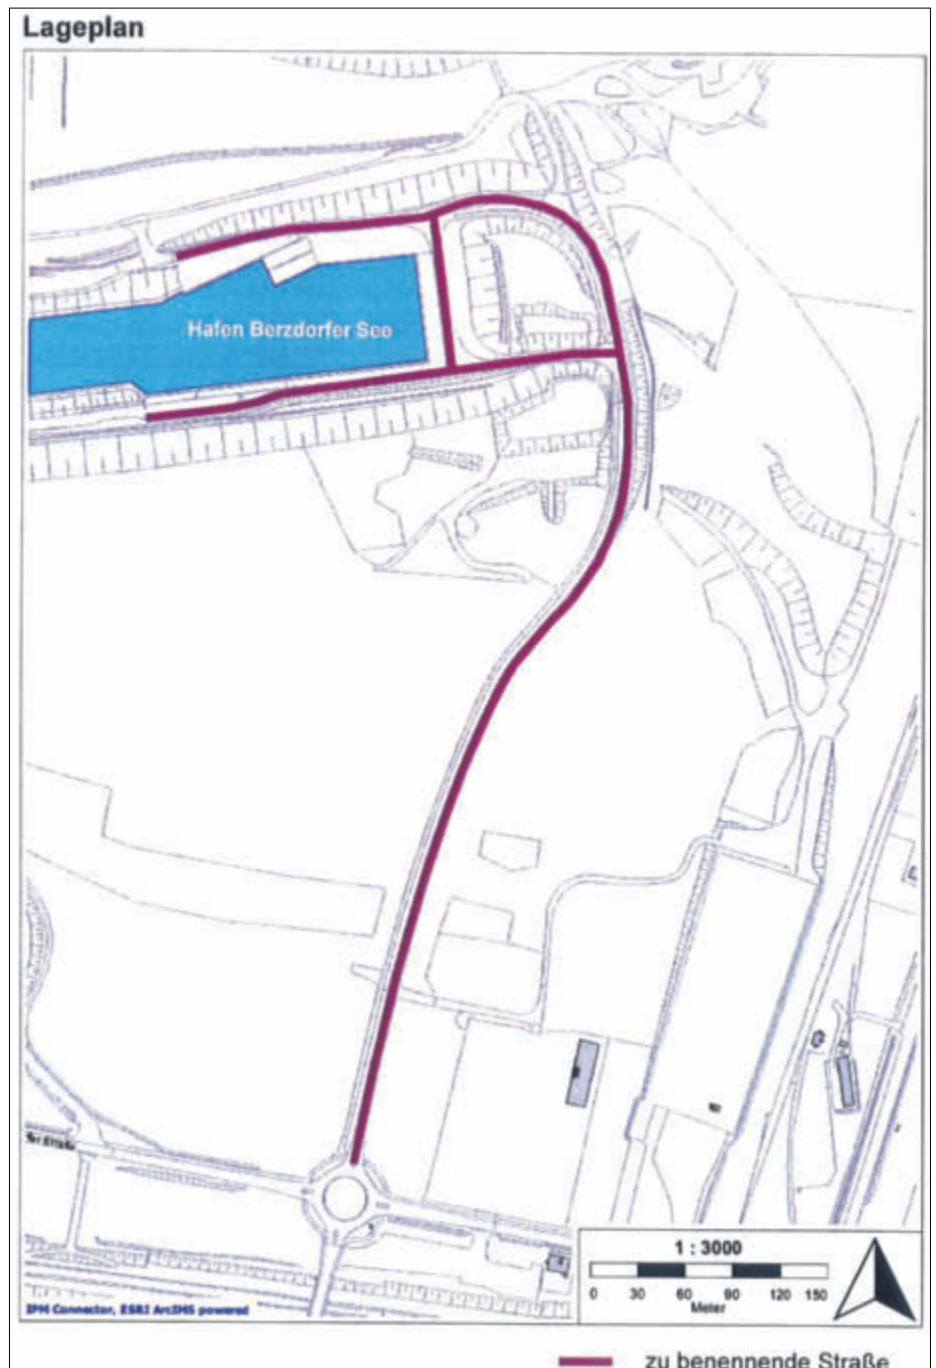 Lageplan
Hafen Berzdorfer See
Straße
1 : 3000
0 30 60 90 120 150
Meter
IPM Connector, ESRI ArcIMS powered
zu benennende Straße